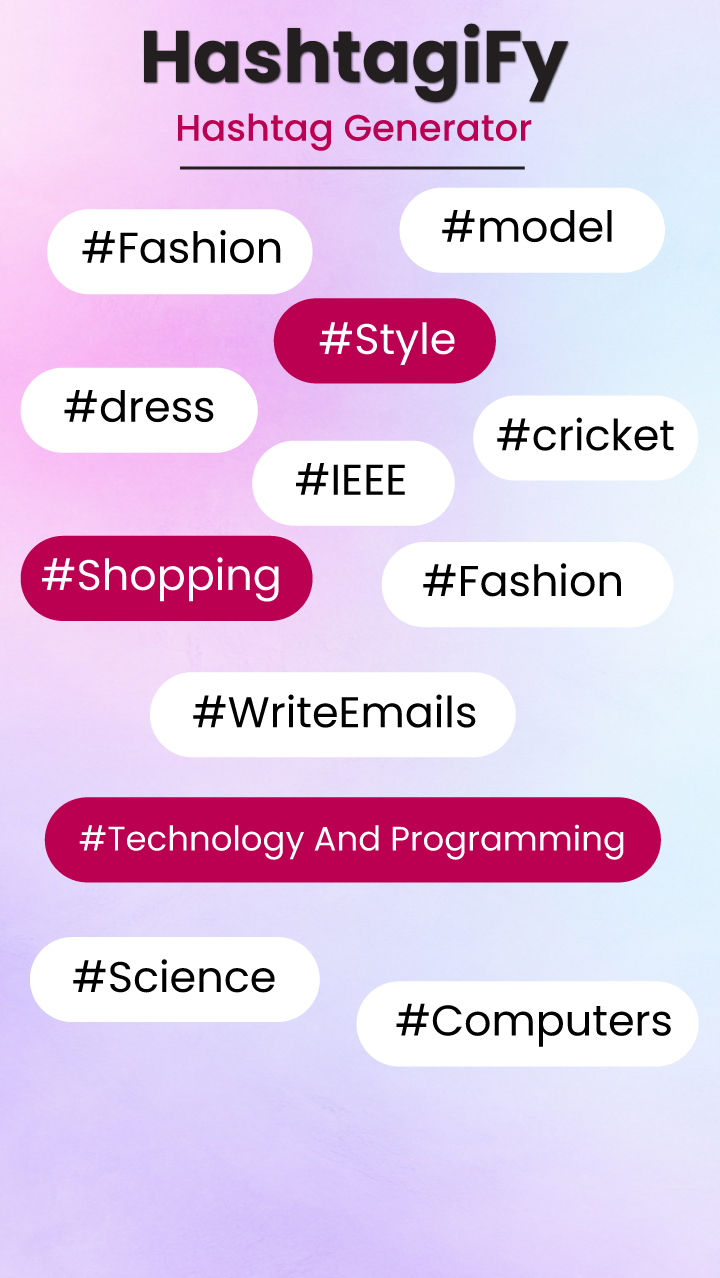 HashtagiFy
Hashtag Generator
#Fashion
#model
#Style
#dress
#cricket
#IEEE
#Shopping
#Fashion
#WriteEmails
#Technology And Programming
#Science
#Computers